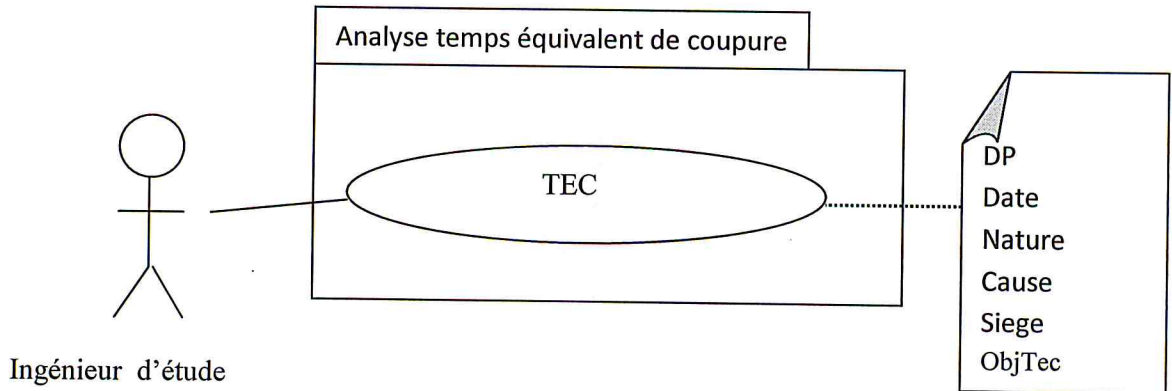 Analyse temps équivalent de coupure
TEC
DP
Date
Nature
Cause
Siege
ObjTec
Ingénieur d'étude